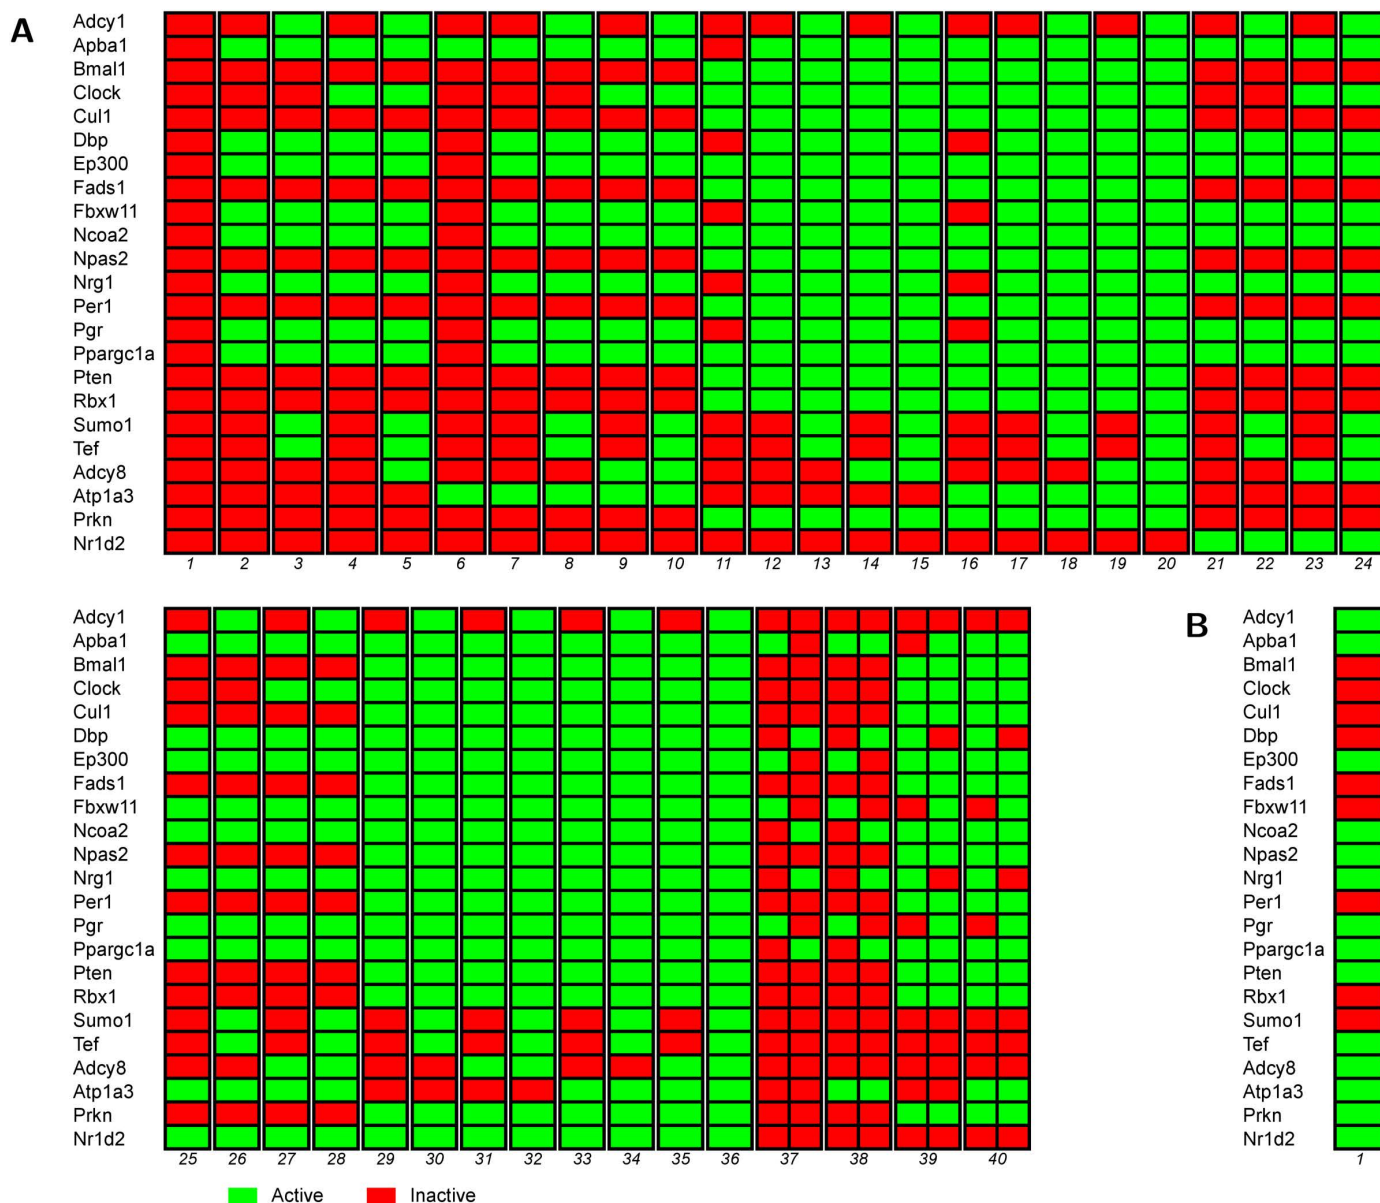 A
Adcy1
Apba1
Bmal1
Clock
Cul1
Dbp
Ep300
Fads1
Fbxw11
Ncoa2
Npas2
Nrg1
Per1
Pgr
Ppargc1a
Pten
Rbx1
Sumo1
Tef
Adcy8
Atp1a3
Prkn
Nr1d2
1 2 3 4 5 6 7 8 9 10 11 12 13 14 15 16 17 18 19 20 21 22 23 24
Adcy1
Apba1
Bmal1
Clock
Cul1
Dbp
Ep300
Fads1
Fbxw11
Ncoa2
Npas2
Nrg1
Per1
Pgr
Ppargc1a
Pten
Rbx1
Sumo1
Tef
Adcy8
Atp1a3
Prkn
Nr1d2
25 26 27 28 29 30 31 32 33 34 35 36 37 38 39 40
Active Inactive
B
Adcy1
Apba1
Bmal1
Clock
Cul1
Dbp
Ep300
Fads1
Fbxw11
Ncoa2
Npas2
Nrg1
Per1
Pgr
Ppargc1a
Pten
Rbx1
Sumo1
Tef
Adcy8
Atp1a3
Prkn
Nr1d2
1